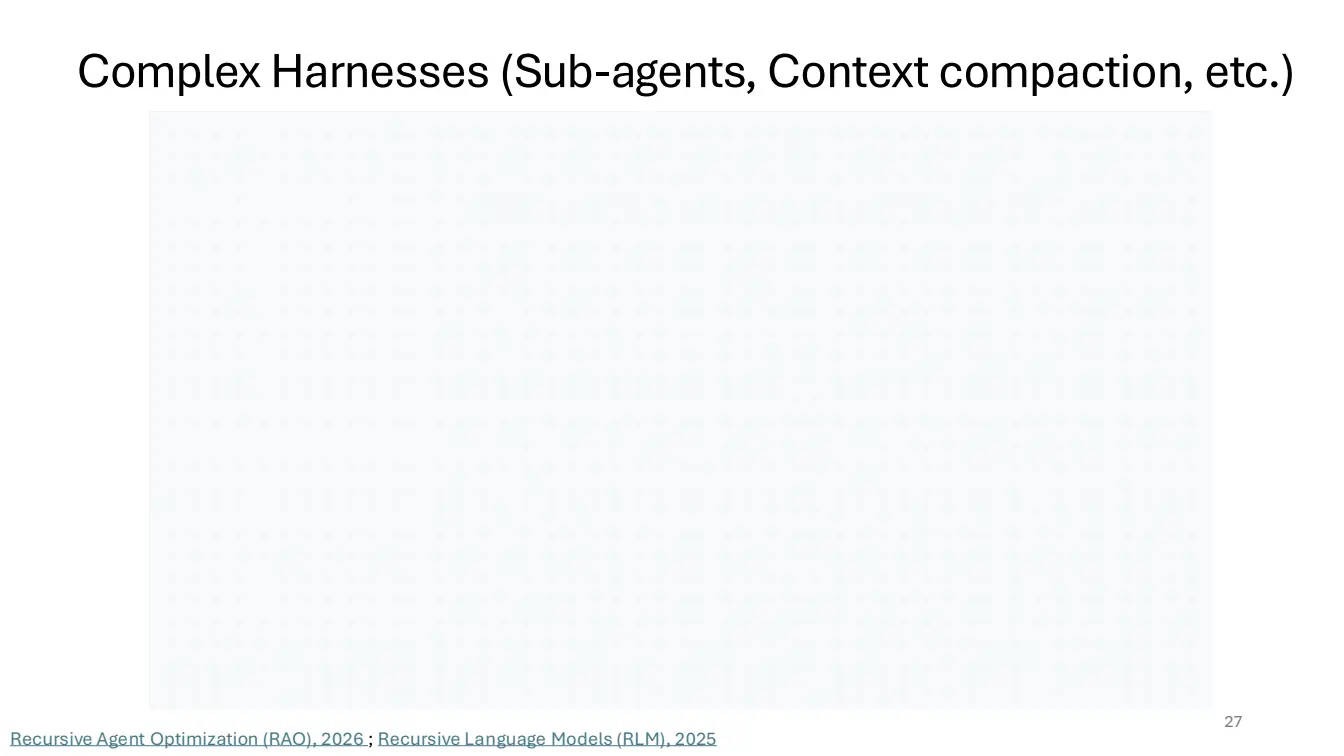 Complex Harnesses (Sub-agents, Context compaction, etc.)
27
Recursive Agent Optimization (RAO), 2026 ; Recursive Language Models (RLM), 2025